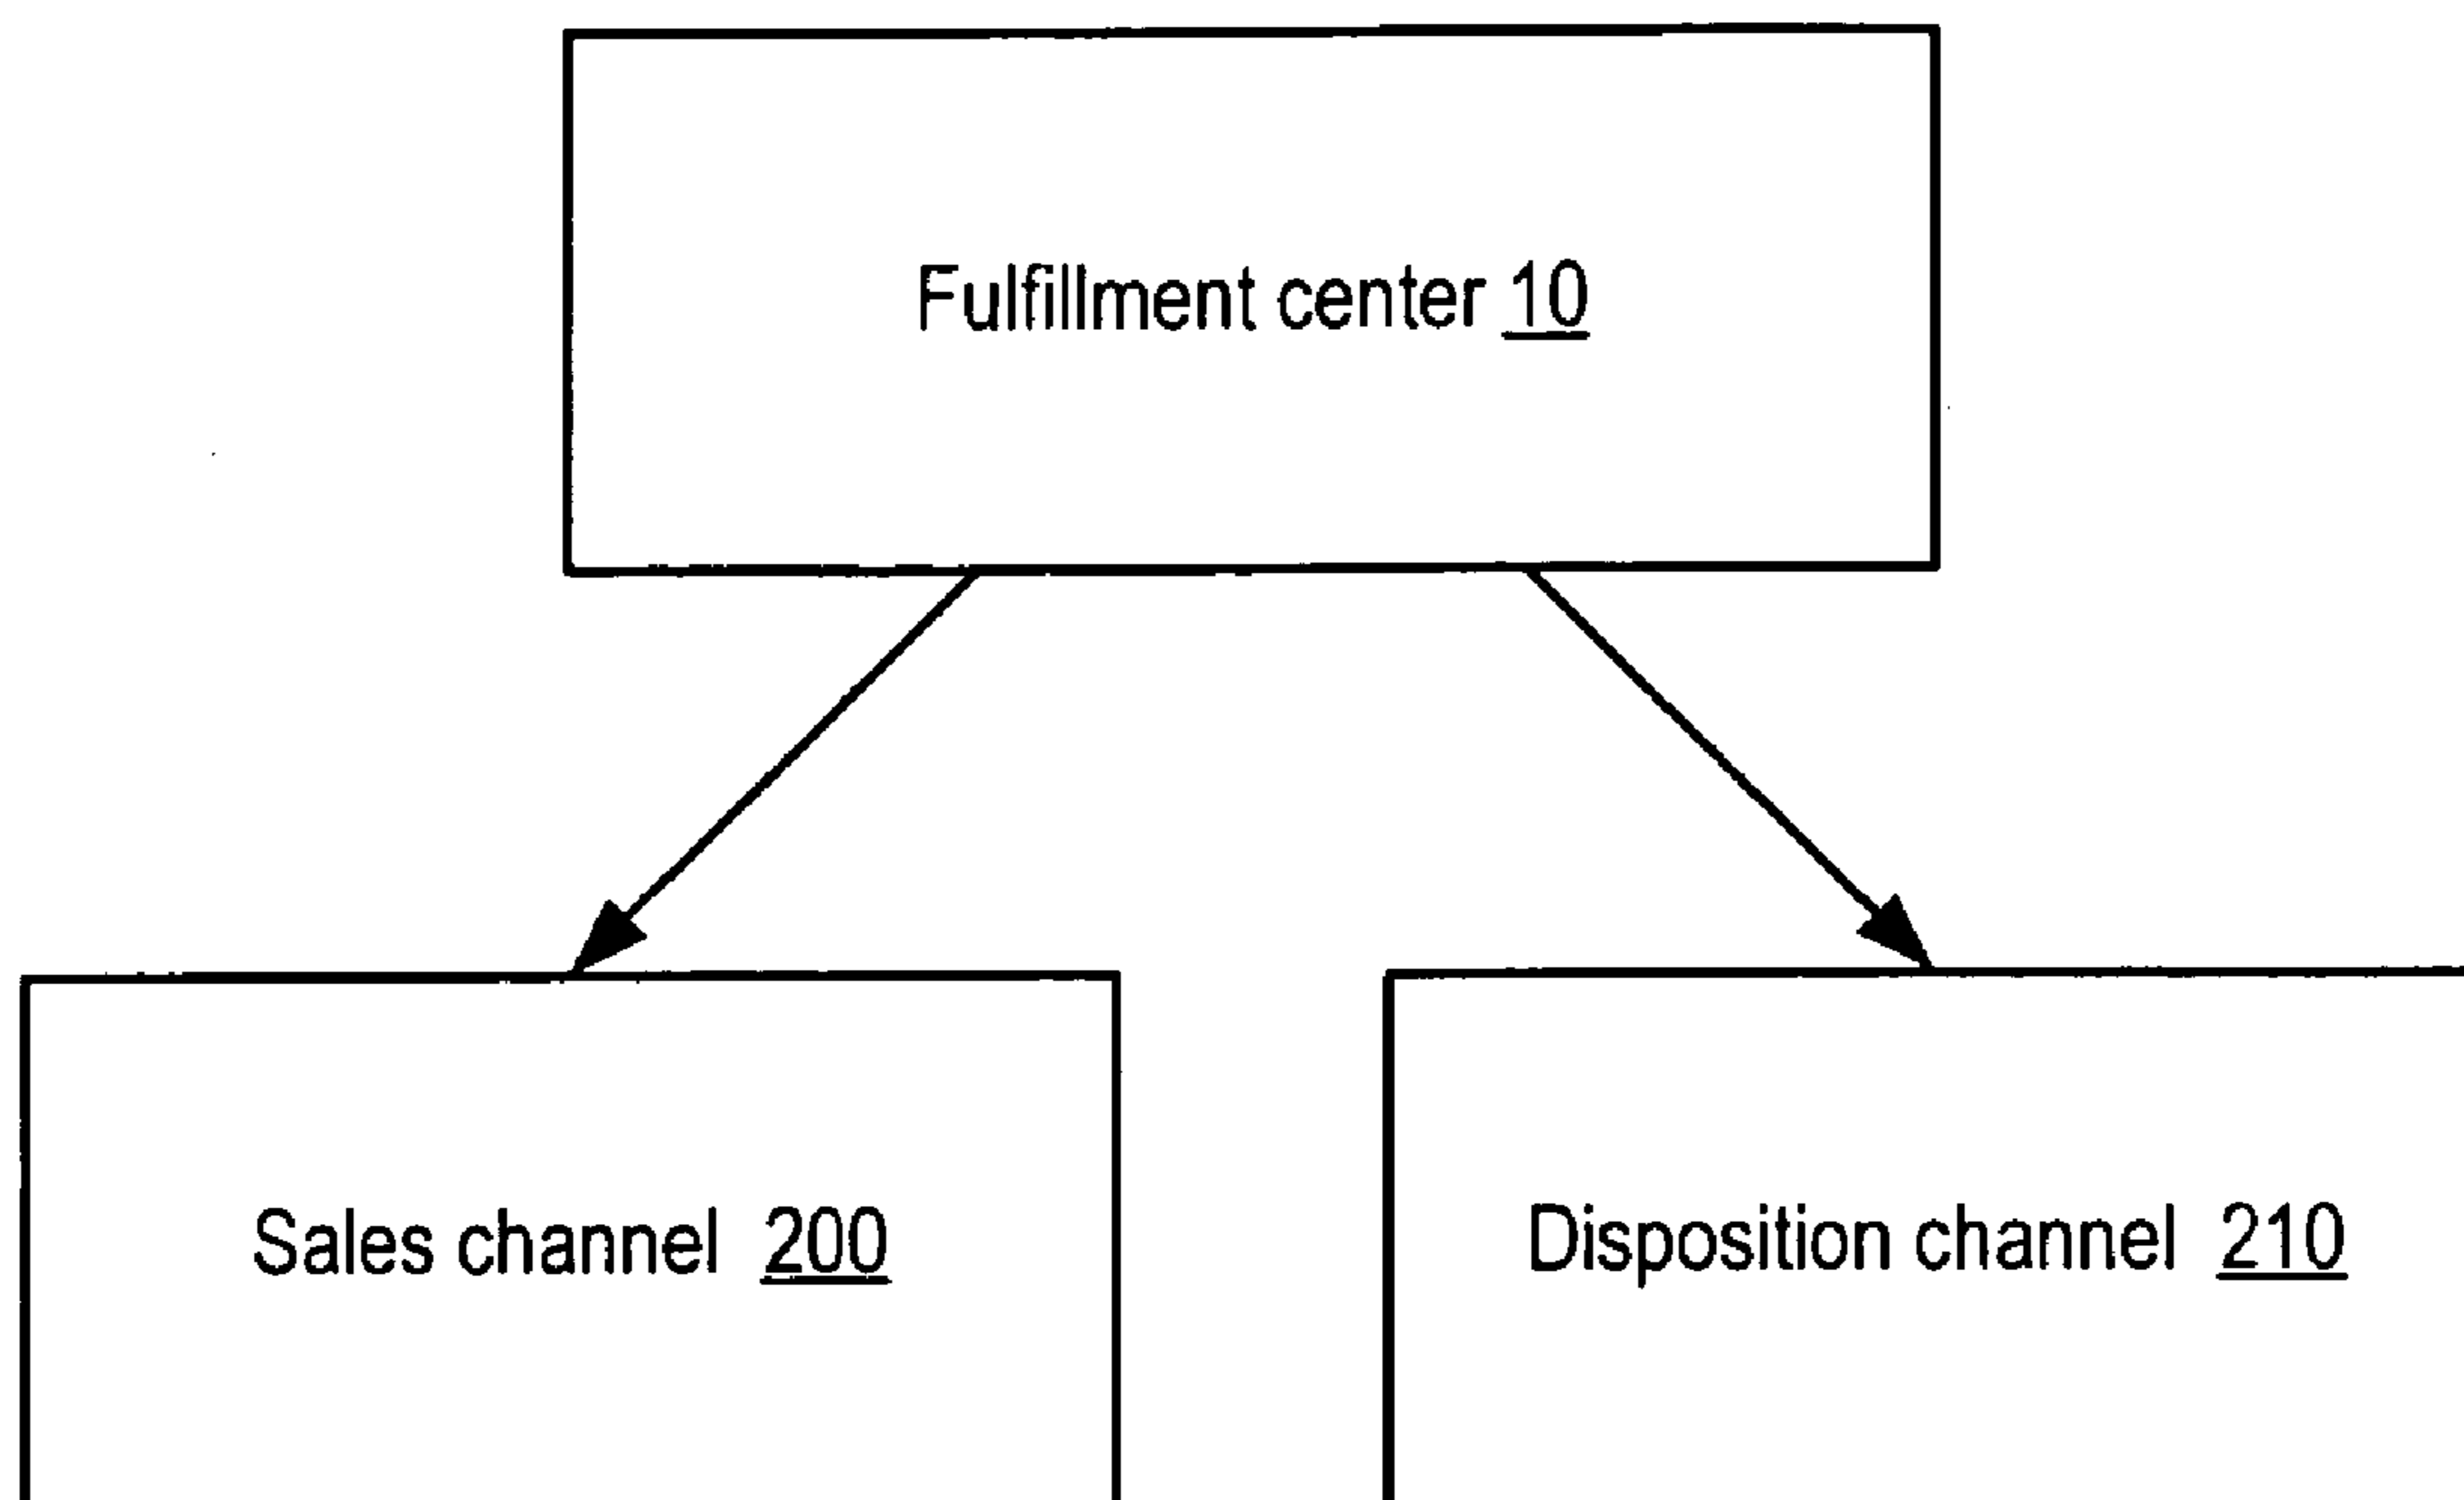 Fulfillment center 10
Sales channel 200
Disposition channel 210